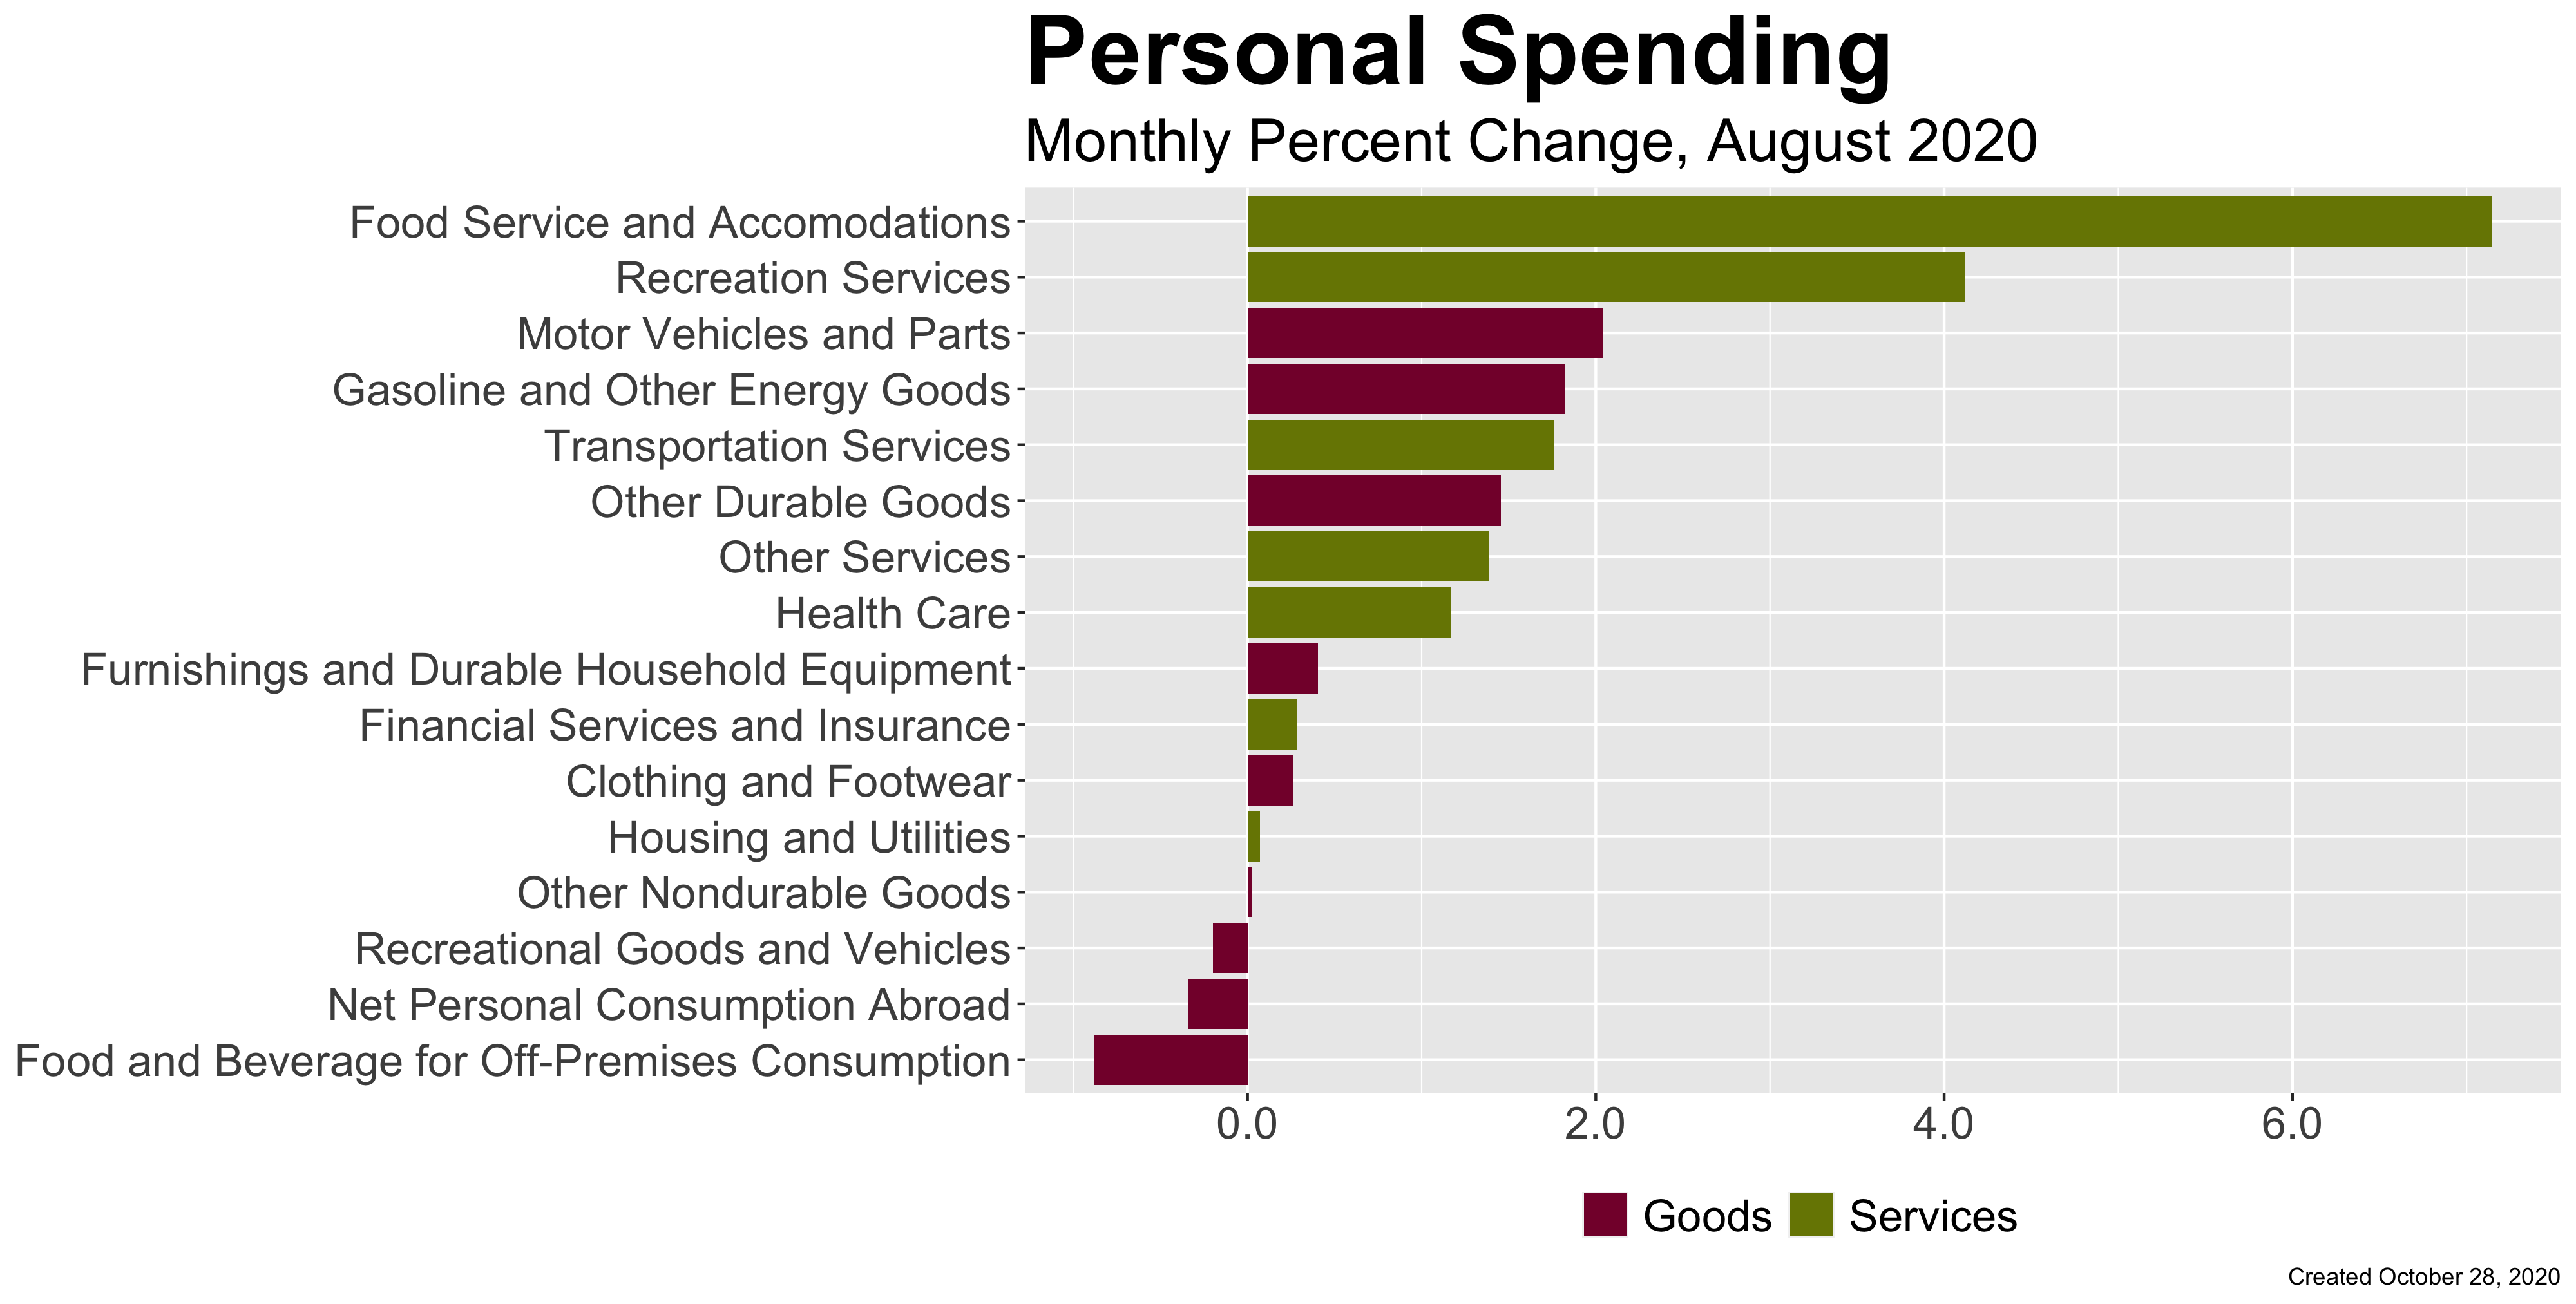 Personal Spending
Monthly Percent Change, August 2020
Food Service and Accomodations
Recreation Services
Motor Vehicles and Parts
Gasoline and Other Energy Goods
Transportation Services
Other Durable Goods
Other Services
Health Care
Furnishings and Durable Household Equipment
Financial Services and Insurance
Clothing and Footwear
Housing and Utilities
Other Nondurable Goods
Recreational Goods and Vehicles
Net Personal Consumption Abroad
Food and Beverage for Off-Premises Consumption
0.0 2.0 4.0 6.0
Goods Services
Created October 28, 2020